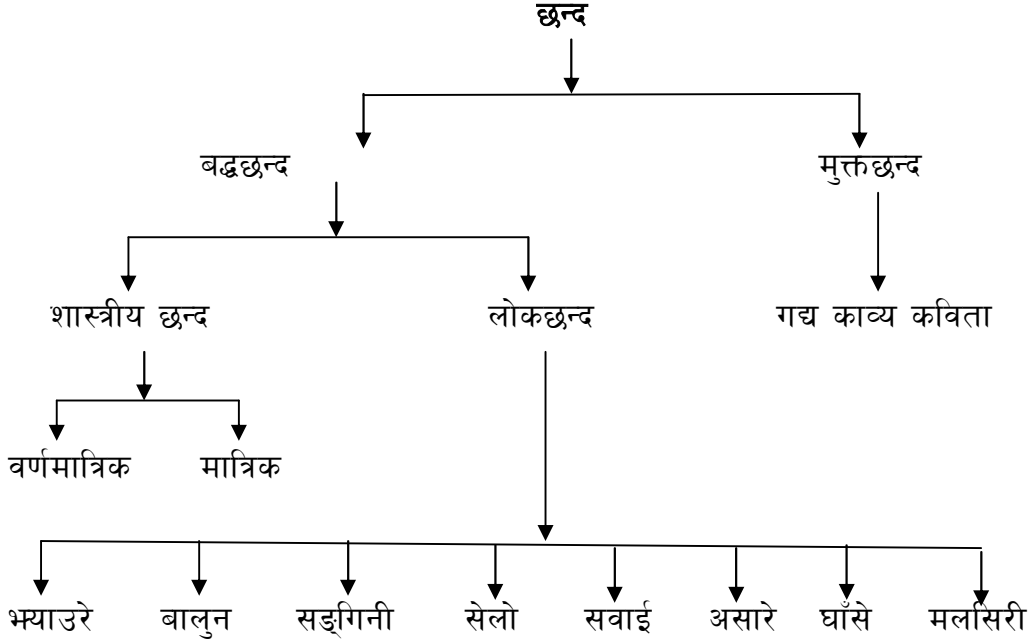 छन्द
बद्धछन्द मुक्तछन्द
शास्त्रीय छन्द लोकछन्द गद्य काव्य कविता
वर्णमात्रिक मात्रिक
भ्याउरे बालुन सङ्गिनी सेलो सवाई असारे घाँसे मलसिरी